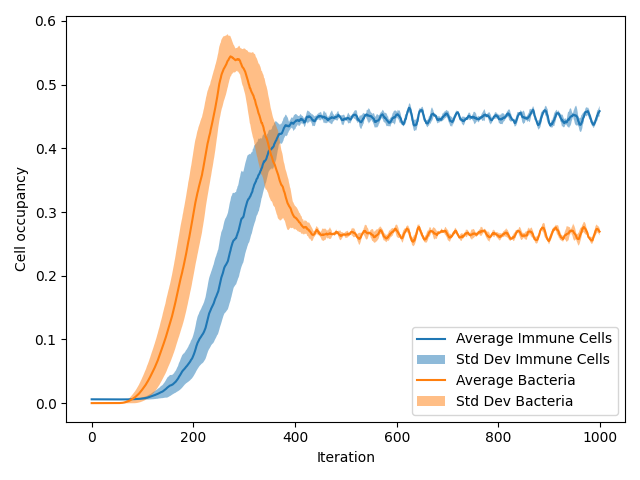 0.6
0.5
0.4
0.3
0.2
0.1
0.0
Cell occupancy
0
200
400
600
800
1000
Iteration
Average Immune Cells
Std Dev Immune Cells
Average Bacteria
Std Dev Bacteria